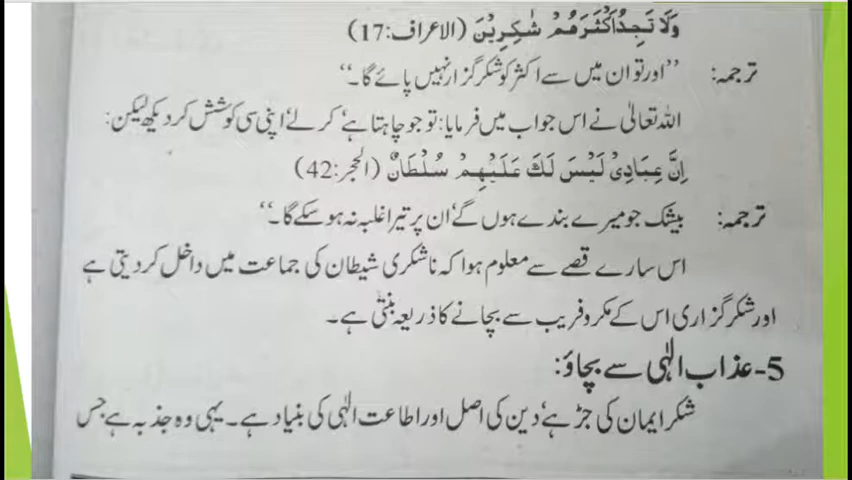 وَلَا تَجِدُ اَكْثَرَهُمْ شٰكِرِيْنَ (الاعراف:17)
ترجمہ: ’’اور تو ان میں سے اکثر کو شکر گزار نہیں پائے گا۔‘‘
اللہ تعالیٰ نے اس جواب میں فرمایا: تو جو چاہتا ہے‘ کر لے‘ اپنی سی کوشش کر دیکھ لیکن:
اِنَّ عِبَادِىْ لَيْسَ لَكَ عَلَيْهِمْ سُلْطَانٌ (الحجر:42)
ترجمہ: بیشک جو میرے بندے ہوں گے‘ ان پر تیرا غلبہ نہ ہو سکے گا۔‘‘
اس سارے قصے سے معلوم ہوا کہ ناشکری شیطان کی جماعت میں داخل کر دیتی ہے
اور شکر گزاری اس کے مکر و فریب سے بچانے کا ذریعہ بنتی ہے۔
5-عذاب الٰہی سے بچاؤ:
شکر ایمان کی جڑ ہے‘ دین کی اصل اور اطاعت الٰہی کی بنیاد ہے۔ یہی وہ جذبہ ہے جس